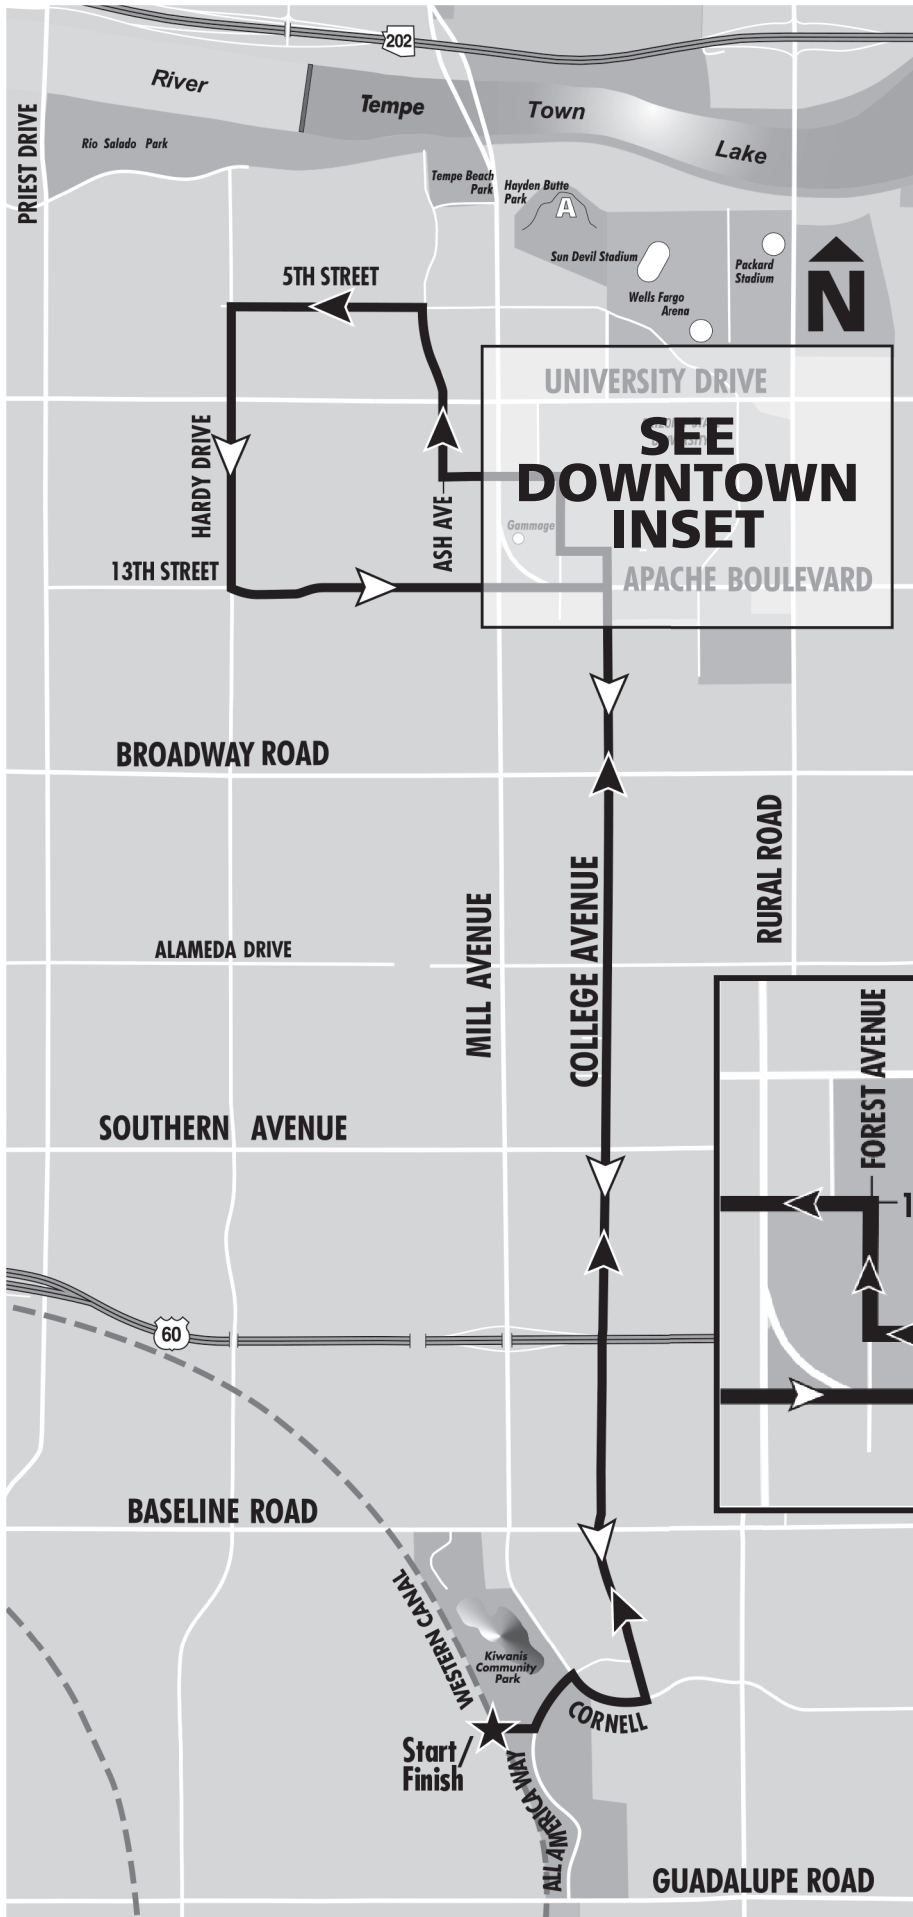 202
River
Tempe
Town
Lake
PRIEST DRIVE
Rio Salado Park
Tempe Beach
Park
Hayden Butte
Park
A
Sun Devil Stadium
Packard
Stadium
Wells Fargo
Arena
N
5TH STREET
UNIVERSITY DRIVE
SEE
DOWNTOWN
INSET
HARDY DRIVE
ASH AVE
Gammage
13TH STREET
APACHE BOULEVARD
BROADWAY ROAD
RURAL ROAD
ALAMEDA DRIVE
MILL AVENUE
COLLEGE AVENUE
FOREST AVENUE
SOUTHERN AVENUE
1
60
BASELINE ROAD
WESTERN CANAL
Kiwanis
Community
Park
CORNELL
Start/
Finish
ALL AMERICA WAY
GUADALUPE ROAD